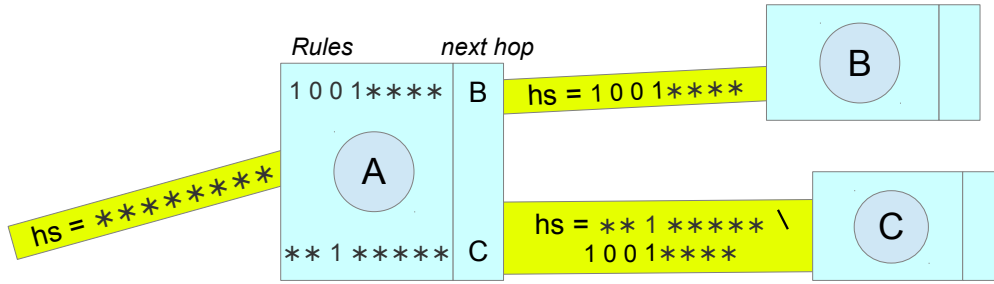 Rules next hop
1 0 0 1∗∗∗∗ B
hs = 1 0 0 1∗∗∗∗
B
hs = ∗∗∗∗∗∗∗∗
A
∗∗ 1 ∗∗∗∗∗ C
hs = ∗∗ 1 ∗∗∗∗∗ \
1 0 0 1∗∗∗∗
C